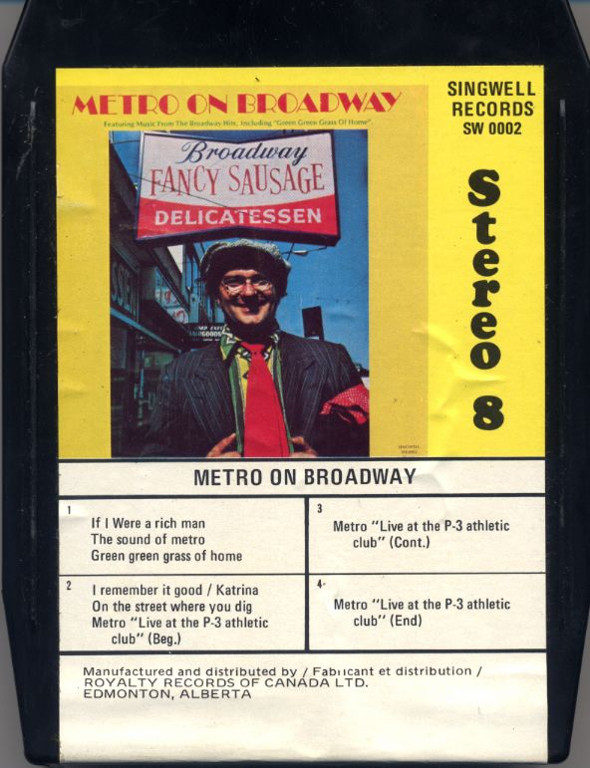 METRO ON BROADWAY
Featuring Music From The Broadway Hits, Including "Green Green Grass Of Home".
Broadway
FANCY SAUSAGE
DELICATESSEN
GOODS
SINGWELL
RECORDS
SW 0002
Stereo 8
METRO ON BROADWAY
1
If I Were a rich man
The sound of metro
Green green grass of home
2
I remember it good / Katrina
On the street where you dig
Metro "Live at the P-3 athletic
club" (Beg.)
3
Metro "Live at the P-3 athletic
club" (Cont.)
4
Metro "Live at the P-3 athletic
club" (End)
Manufactured and distributed by / Fabricant et distribution /
ROYALTY RECORDS OF CANADA LTD.
EDMONTON, ALBERTA